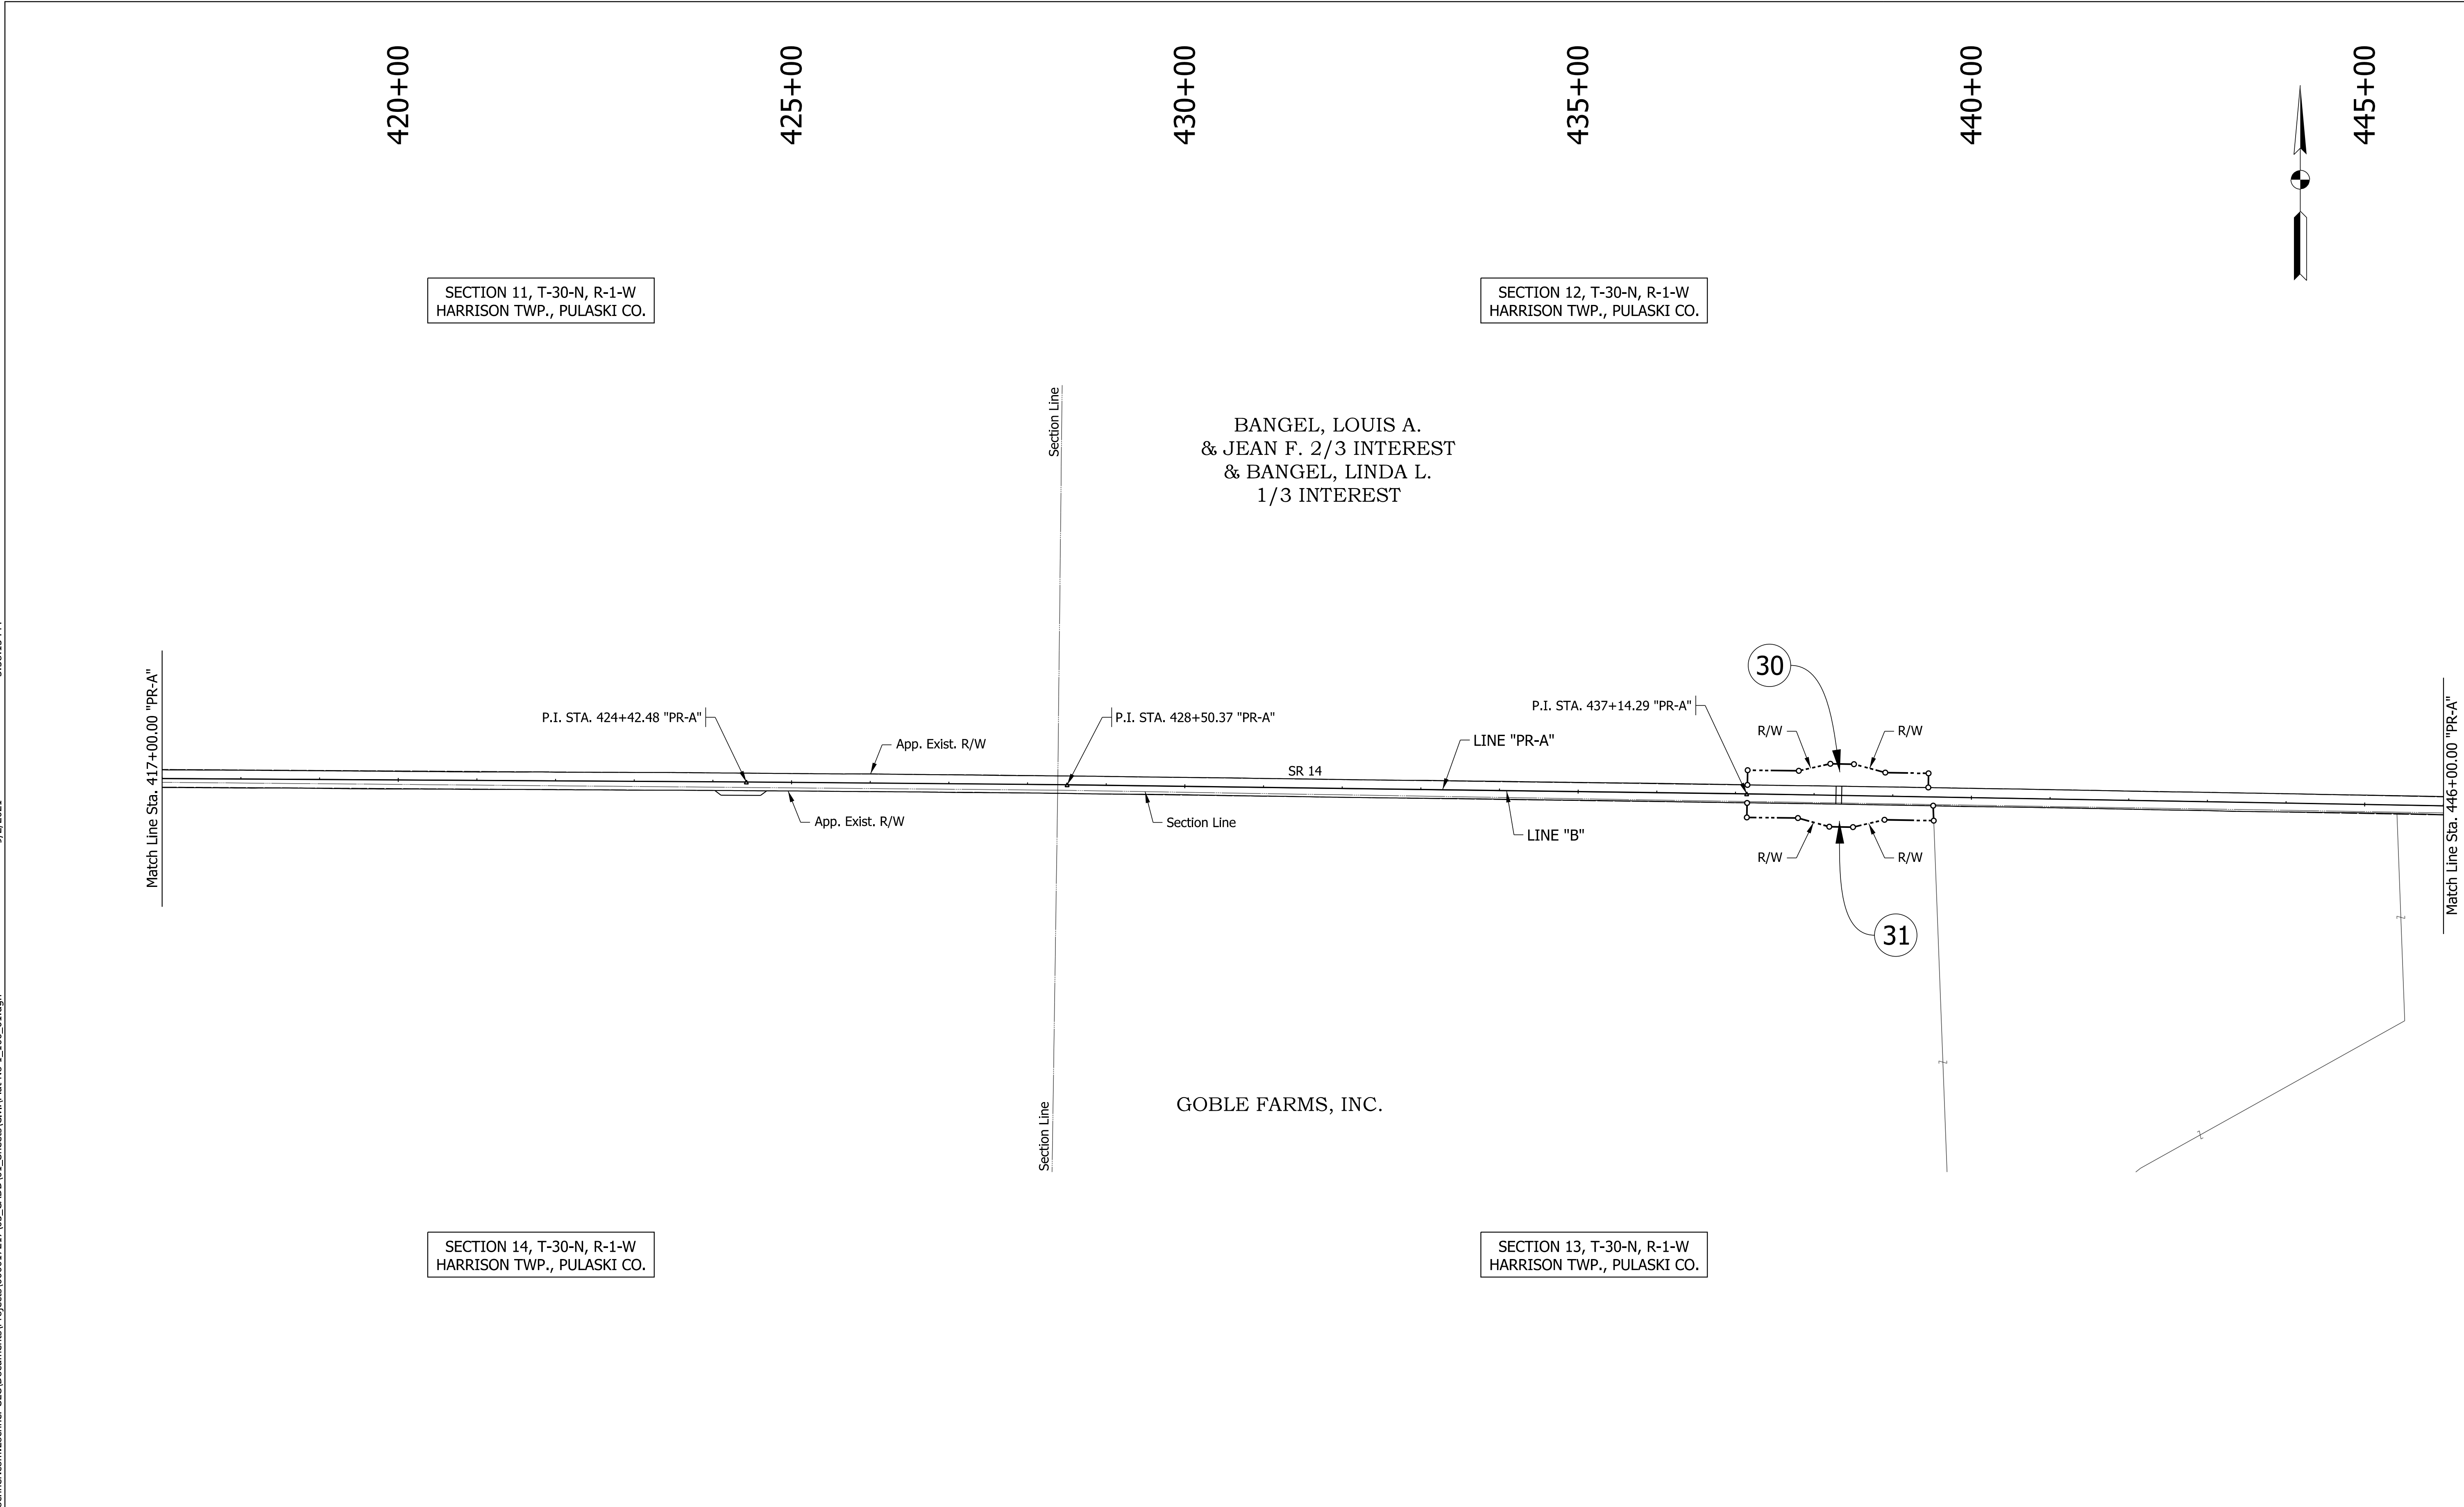 420+00
425+00
430+00
435+00
440+00
445+00
SECTION 11, T-30-N, R-1-W
HARRISON TWP., PULASKI CO.
SECTION 12, T-30-N, R-1-W
HARRISON TWP., PULASKI CO.
Section Line
BANGEL, LOUIS A.
& JEAN F. 2/3 INTEREST
& BANGEL, LINDA L.
1/3 INTEREST
Match Line Sta. 417+00.00 "PR-A"
P.I. STA. 424+42.48 "PR-A"
App. Exist. R/W
P.I. STA. 428+50.37 "PR-A"
SR 14
LINE "PR-A"
P.I. STA. 437+14.29 "PR-A"
30
R/W
R/W
Match Line Sta. 446+00.00 "PR-A"
App. Exist. R/W
Section Line
LINE "B"
R/W
R/W
31
GOBLE FARMS, INC.
Section Line
SECTION 14, T-30-N, R-1-W
HARRISON TWP., PULASKI CO.
SECTION 13, T-30-N, R-1-W
HARRISON TWP., PULASKI CO.